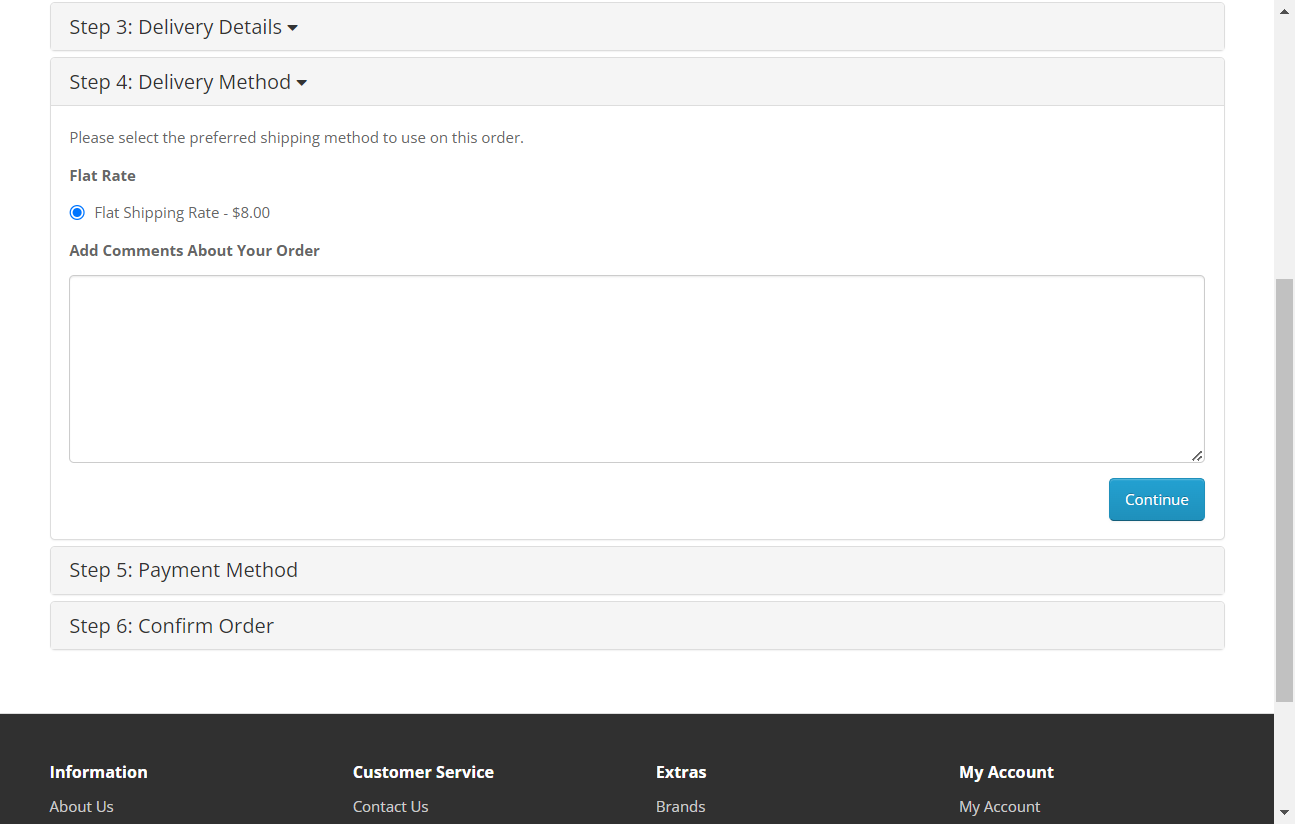 Step 3: Delivery Details
Step 4: Delivery Method
Please select the preferred shipping method to use on this order.
Flat Rate
Flat Shipping Rate - $8.00
Add Comments About Your Order
Continue
Step 5: Payment Method
Step 6: Confirm Order
Information Customer Service Extras My Account
About Us Contact Us Brands My Account